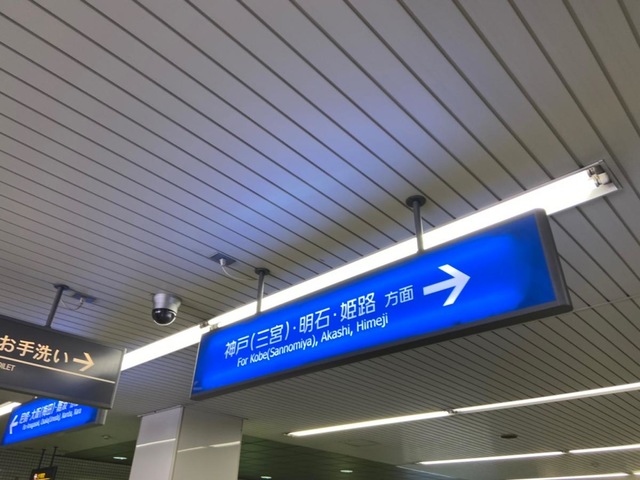 神戸(三宮)・明石・姫路 方面 →
For Kobe(Sannomiya), Akashi, Himeji
お手洗い →
TOILET
←